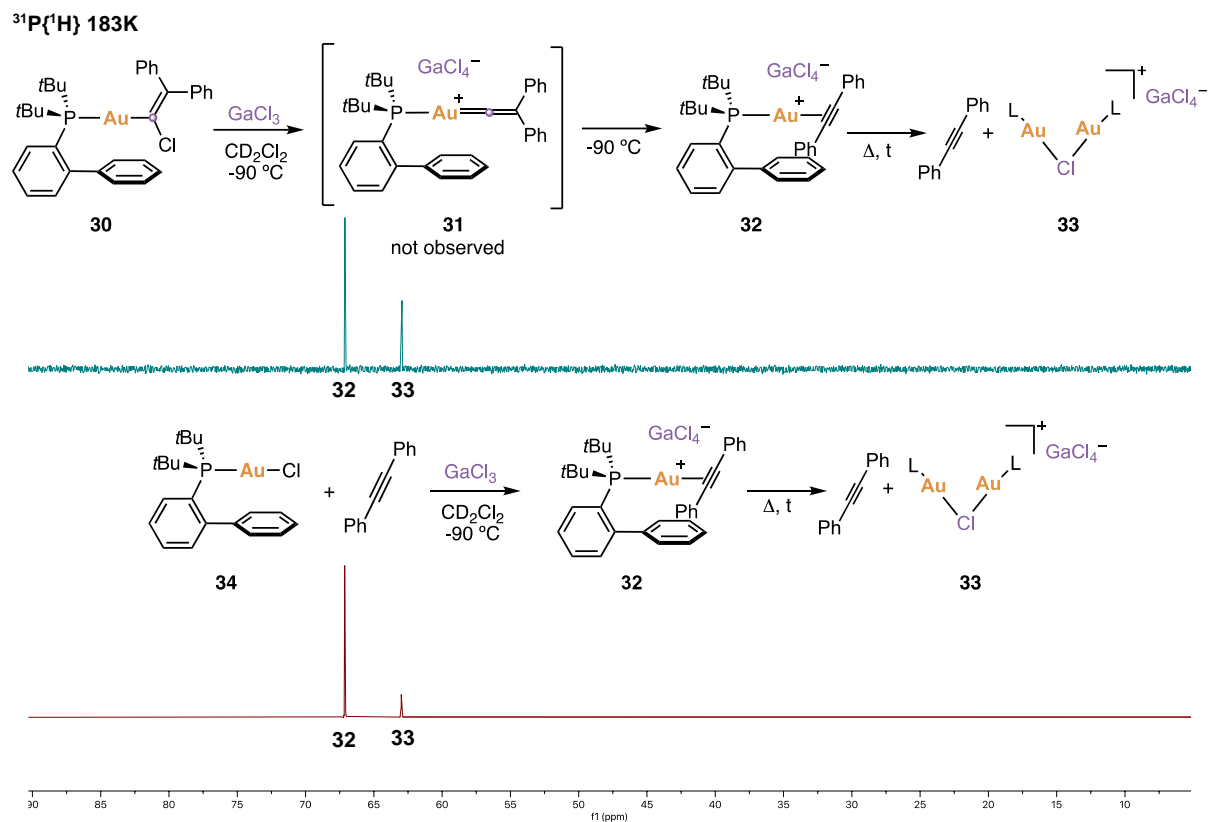 ³¹P{¹H} 183K
tBu
tBu
P
Au
Ph
Ph
Cl
30
GaCl₃
CD₂Cl₂
-90 ºC
GaCl₄⁻
tBu
tBu
P
Au
+
Ph
Ph
31
not observed
-90 ºC
GaCl₄⁻
tBu
tBu
P
Au
+
Ph
Ph
32
Δ, t
Ph
Ph
+
L
Au
Au
L
Cl
+
GaCl₄⁻
33
32
33
tBu
tBu
P
Au
Cl
34
+
Ph
Ph
GaCl₃
CD₂Cl₂
-90 ºC
GaCl₄⁻
tBu
tBu
P
Au
+
Ph
Ph
32
Δ, t
Ph
Ph
+
L
Au
Au
L
Cl
+
GaCl₄⁻
33
32
33
90 85 80 75 70 65 60 55 50 45 40 35 30 25 20 15 10
f1 (ppm)